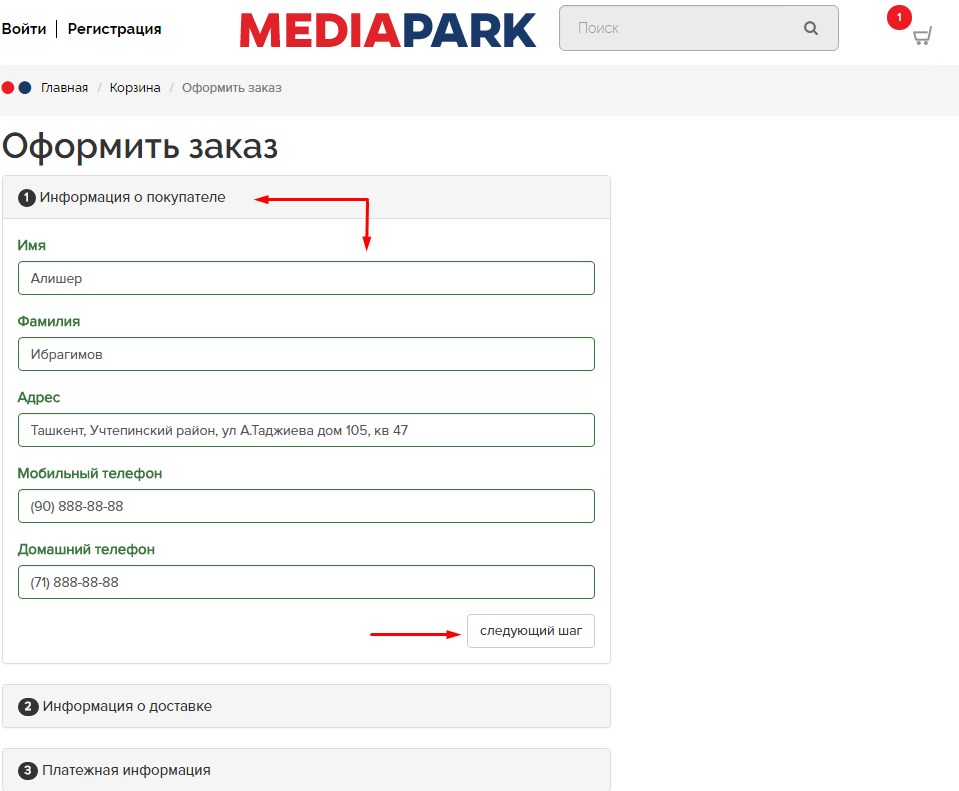 Войти | Регистрация
MEDIAPARK
Поиск
1
Главная / Корзина / Оформить заказ
Оформить заказ
1 Информация о покупателе
Имя
Алишер
Фамилия
Ибрагимов
Адрес
Ташкент, Учтепинский район, ул А.Таджиева дом 105, кв 47
Мобильный телефон
(90) 888-88-88
Домашний телефон
(71) 888-88-88
следующий шаг
2 Информация о доставке
3 Платежная информация